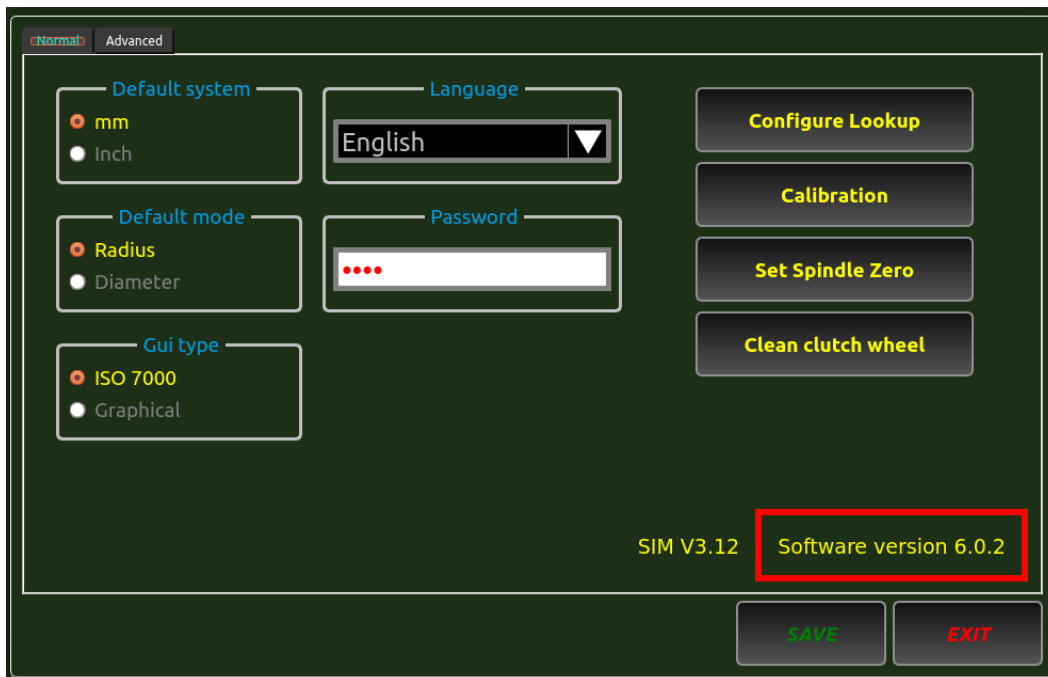 Normal Advanced
Default system
mm
Inch
Language
English
Configure Lookup
Calibration
Default mode
Radius
Diameter
Password
••••
Set Spindle Zero
Clean clutch wheel
Gui type
ISO 7000
Graphical
SIM V3.12 Software version 6.0.2
SAVE EXIT